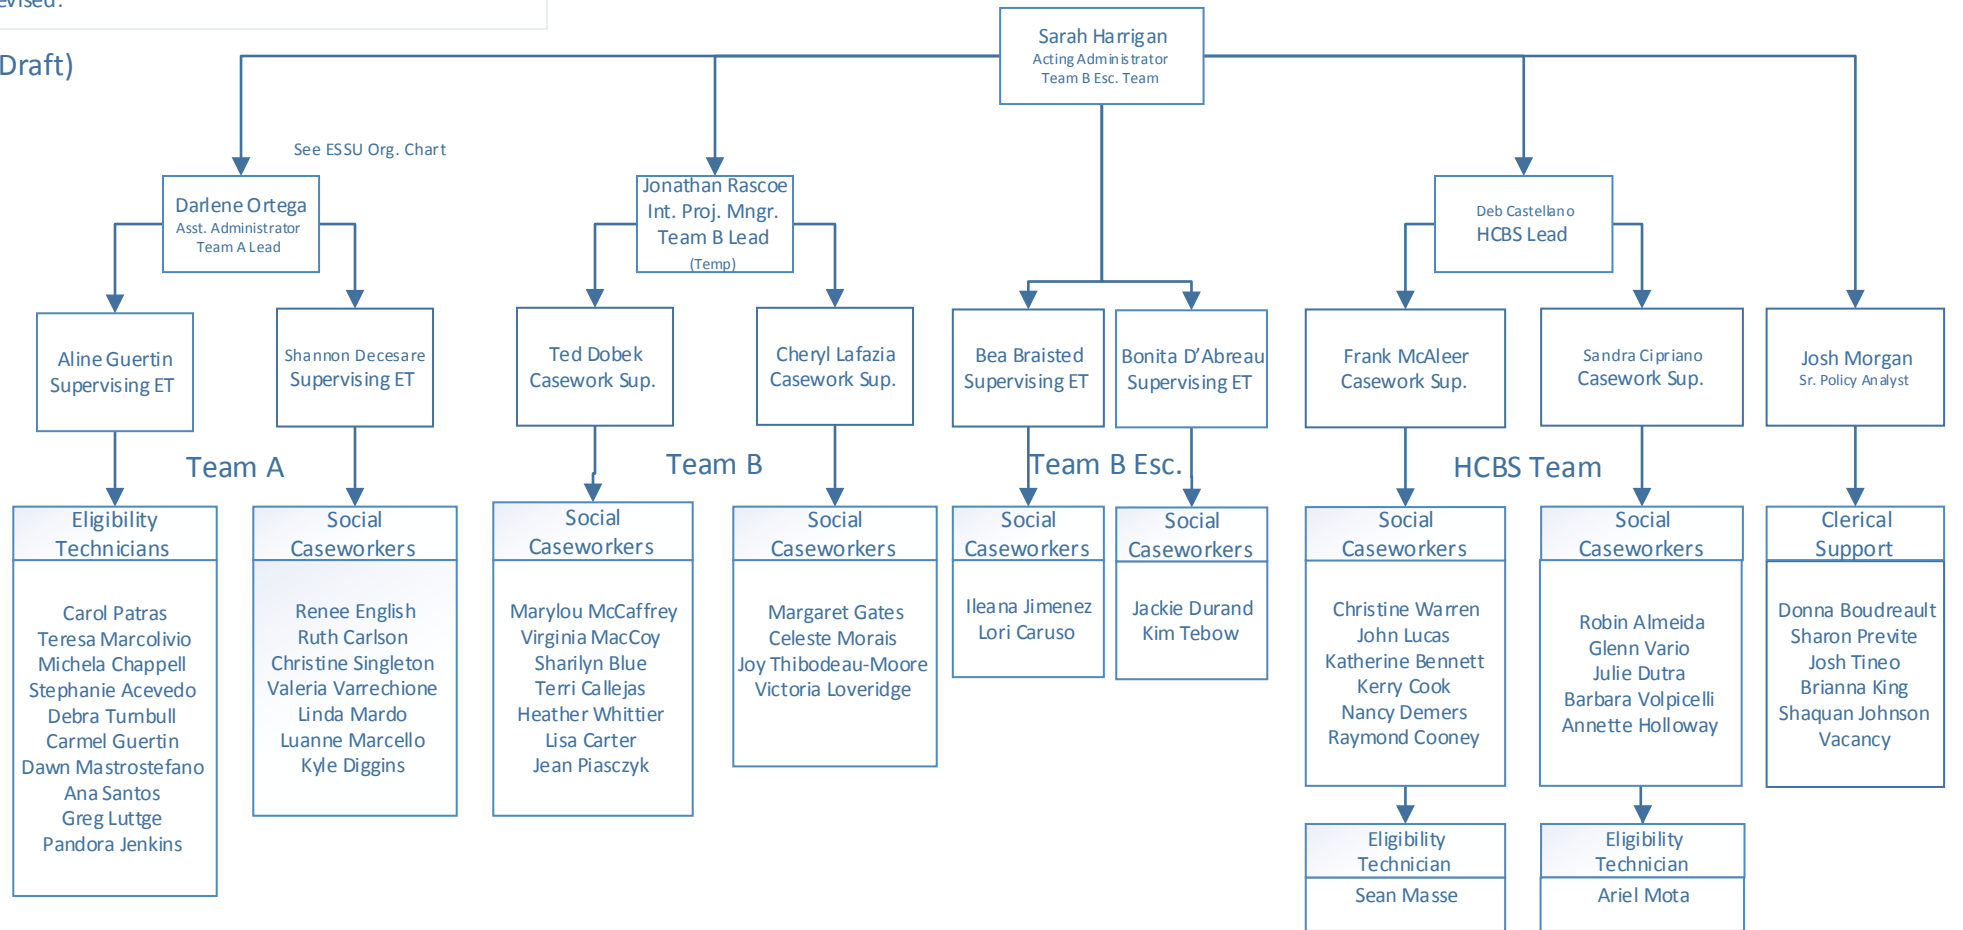 evised:
Draft)
Sarah Harrigan
Acting Administrator
Team B Esc. Team
See ESSU Org. Chart
Darlene Ortega
Asst. Administrator
Team A Lead
Jonathan Rascoe
Int. Proj. Mngr.
Team B Lead
(Temp)
Deb Castellano
HCBS Lead
Aline Guertin
Supervising ET
Shannon Decesare
Supervising ET
Ted Dobek
Casework Sup.
Cheryl Lafazia
Casework Sup.
Bea Braisted
Supervising ET
Bonita D’Abreau
Supervising ET
Frank McAleer
Casework Sup.
Sandra Cipriano
Casework Sup.
Josh Morgan
Sr. Policy Analyst
Team A
Team B
Team B Esc.
HCBS Team
Eligibility
Technicians
Carol Patras
Teresa Marcolivio
Michela Chappell
Stephanie Acevedo
Debra Turnbull
Carmel Guertin
Dawn Mastrostefano
Ana Santos
Greg Luttge
Pandora Jenkins
Social
Caseworkers
Renee English
Ruth Carlson
Christine Singleton
Valeria Varrechione
Linda Mardo
Luanne Marcello
Kyle Diggins
Social
Caseworkers
Marylou McCaffrey
Virginia MacCoy
Sharilyn Blue
Terri Callejas
Heather Whittier
Lisa Carter
Jean Piasczyk
Social
Caseworkers
Margaret Gates
Celeste Morais
Joy Thibodeau-Moore
Victoria Loveridge
Social
Caseworkers
Ileana Jimenez
Lori Caruso
Social
Caseworkers
Jackie Durand
Kim Tebow
Social
Caseworkers
Christine Warren
John Lucas
Katherine Bennett
Kerry Cook
Nancy Demers
Raymond Cooney
Eligibility
Technician
Sean Masse
Social
Caseworkers
Robin Almeida
Glenn Vario
Julie Dutra
Barbara Volpicelli
Annette Holloway
Eligibility
Technician
Ariel Mota
Clerical
Support
Donna Boudreault
Sharon Previte
Josh Tineo
Brianna King
Shaquan Johnson
Vacancy